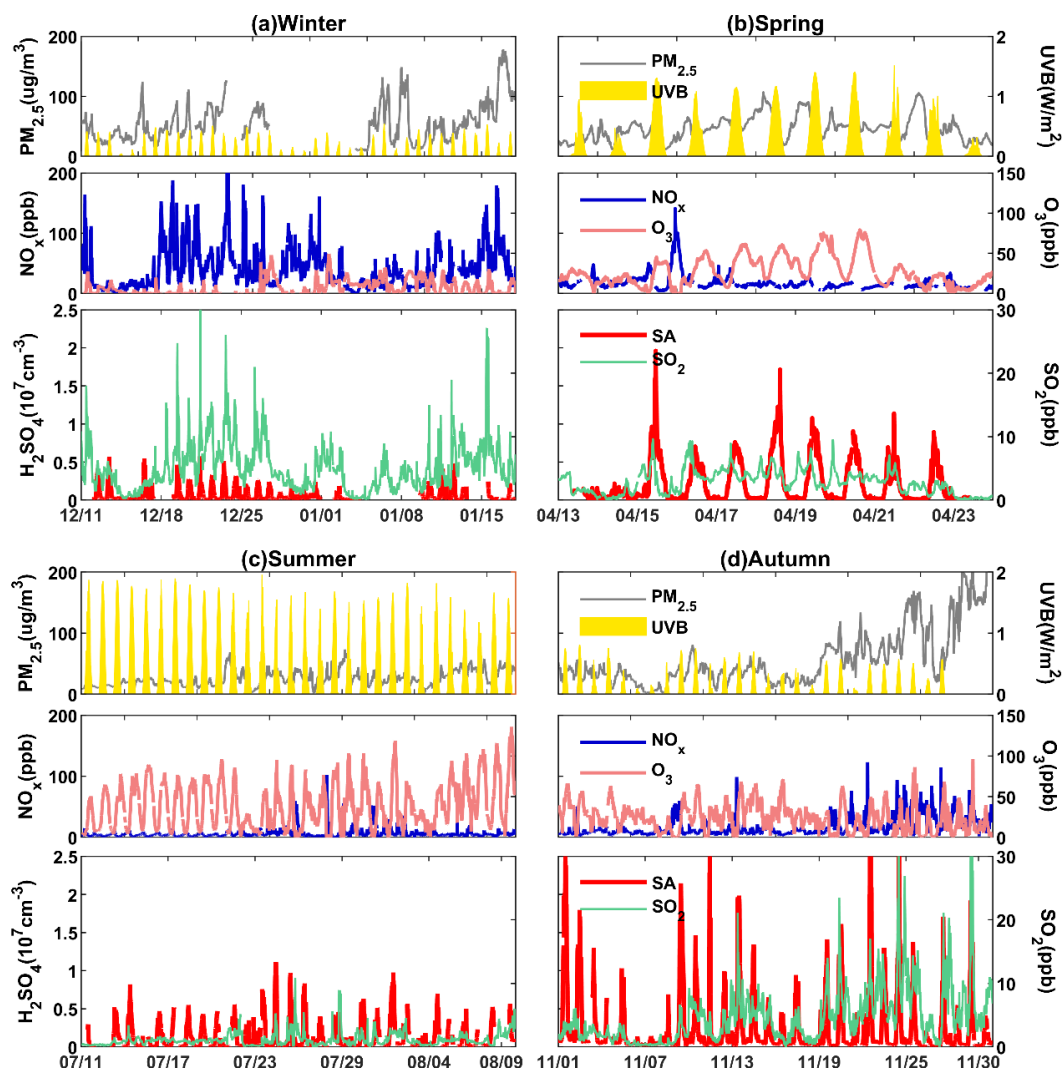 (a)Winter
(b)Spring
200
100
0
PM2.5(ug/m3)
PM2.5
UVB
2
1
0
UVB(W/m2)
200
100
0
NOx(ppb)
NOx
O3
150
100
50
0
O3(ppb)
2.5
2
1.5
1
0.5
0
H2SO4(10^7cm-3)
SA
SO2
30
20
10
0
SO2(ppb)
12/11 12/18 12/25 01/01 01/08 01/15
04/13 04/15 04/17 04/19 04/21 04/23
(c)Summer
(d)Autumn
200
100
0
PM2.5(ug/m3)
PM2.5
UVB
2
1
0
UVB(W/m2)
200
100
0
NOx(ppb)
NOx
O3
150
100
50
0
O3(ppb)
2.5
2
1.5
1
0.5
0
H2SO4(10^7cm-3)
SA
SO2
30
20
10
0
SO2(ppb)
07/11 07/17 07/23 07/29 08/04 08/09
11/01 11/07 11/13 11/19 11/25 11/30